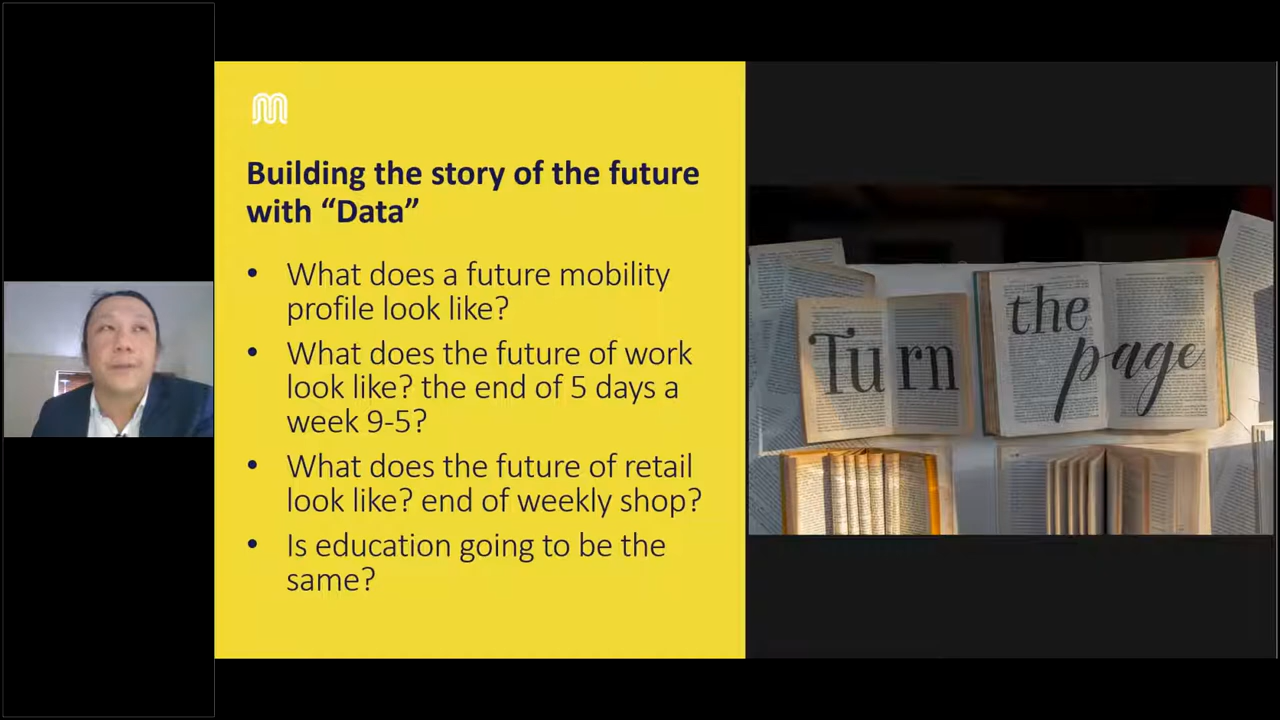 Building the story of the future
with “Data”
• What does a future mobility
profile look like?
• What does the future of work
look like? the end of 5 days a
week 9-5?
• What does the future of retail
look like? end of weekly shop?
• Is education going to be the
same?
Turn
the
page